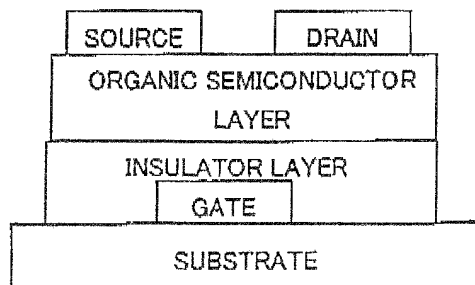 SOURCE
DRAIN
ORGANIC SEMICONDUCTOR
LAYER
INSULATOR LAYER
GATE
SUBSTRATE